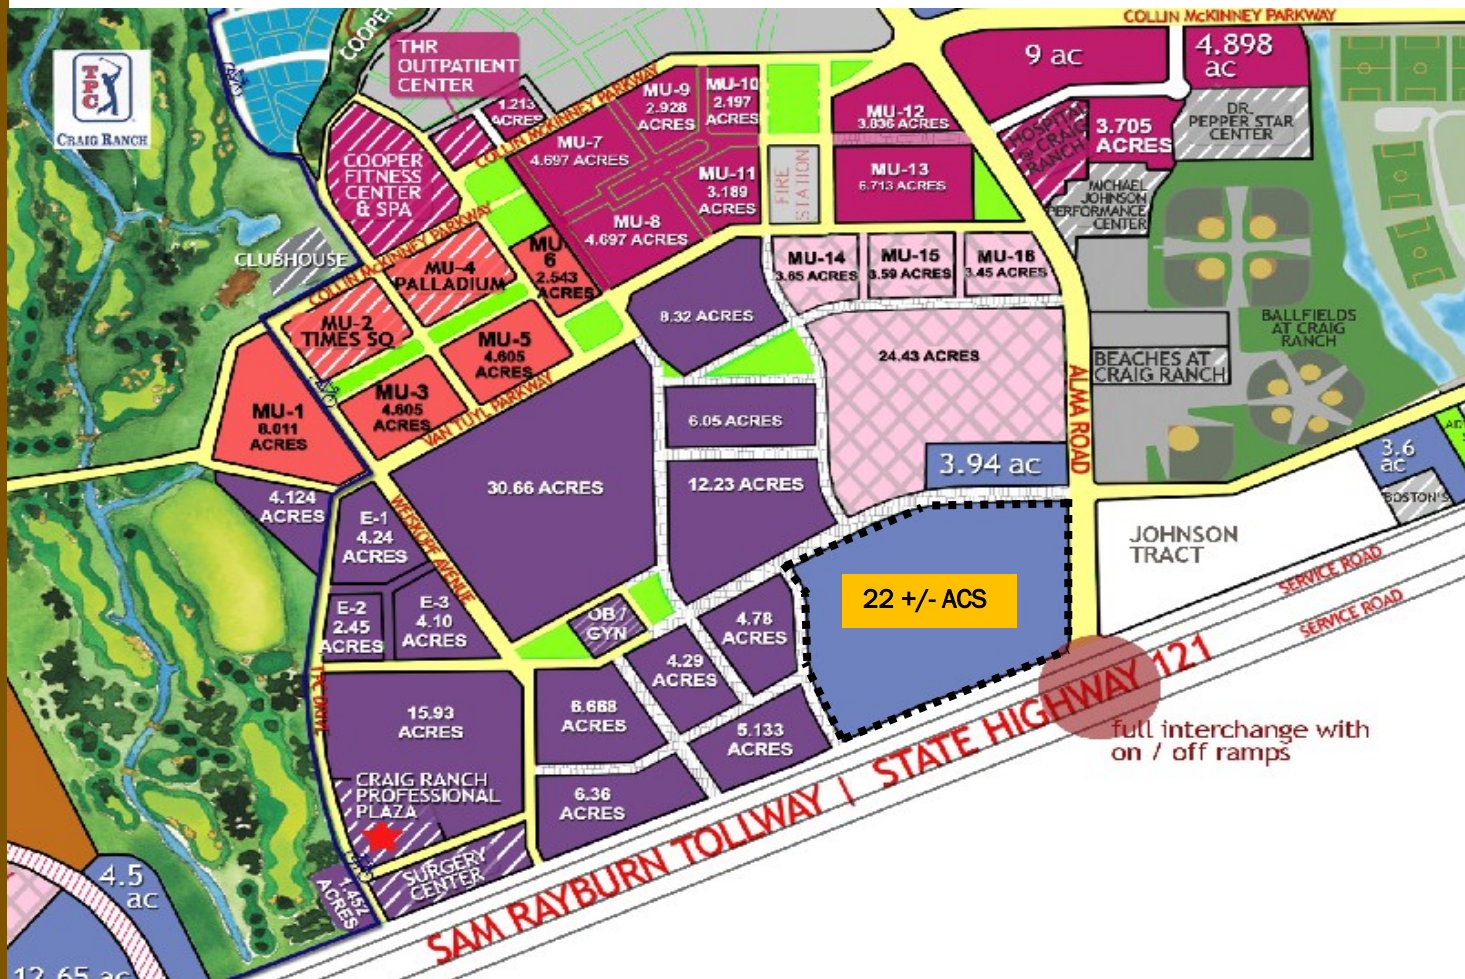 COLLIN McKINNEY PARKWAY
TPC
CRAIG RANCH
COOPER
THR
OUTPATIENT
CENTER
1.213
ACRES
COLLIN McKINNEY PARKWAY
MU-9
2.928
ACRES
MU-10
2.197
ACRES
MU-7
4.697 ACRES
MU-11
3.189
ACRES
MU-8
4.697 ACRES
FIRE
STATION
MU-12
3.836 ACRES
MU-13
6.713 ACRES
9 ac
4.898
ac
HOSPITAL
@ CRAIG
RANCH
3.705
ACRES
DR.
PEPPER STAR
CENTER
MICHAEL
JOHNSON
PERFORMANCE
CENTER
COOPER
FITNESS
CENTER
& SPA
CLUBHOUSE
COLLIN McKINNEY PARKWAY
MU-4
PALLADIUM
MU-
6
2.543
ACRES
MU-2
TIMES SQ
MU-5
4.605
ACRES
MU-3
4.605
ACRES
MU-1
8.011
ACRES
VAN TUYL PARKWAY
MU-14
3.65 ACRES
MU-15
3.59 ACRES
MU-16
3.45 ACRES
8.32 ACRES
24.43 ACRES
6.05 ACRES
3.94 ac
ALMA ROAD
BEACHES AT
CRAIG RANCH
BALLFIELDS
AT CRAIG
RANCH
3.6
ac
BOSTON'S
JOHNSON
TRACT
30.66 ACRES
12.23 ACRES
4.124
ACRES
E-1
4.24
ACRES
E-2
2.45
ACRES
E-3
4.10
ACRES
WEISKOPF AVENUE
OB /
GYN
4.78
ACRES
4.29
ACRES
22 +/- ACS
TPC DRIVE
15.93
ACRES
6.668
ACRES
5.133
ACRES
6.36
ACRES
CRAIG RANCH
PROFESSIONAL
PLAZA
SURGERY
CENTER
1.452
ACRES
4.5
ac
12.65 ac
SERVICE ROAD
SERVICE ROAD
SAM RAYBURN TOLLWAY | STATE HIGHWAY 121
full interchange with
on / off ramps